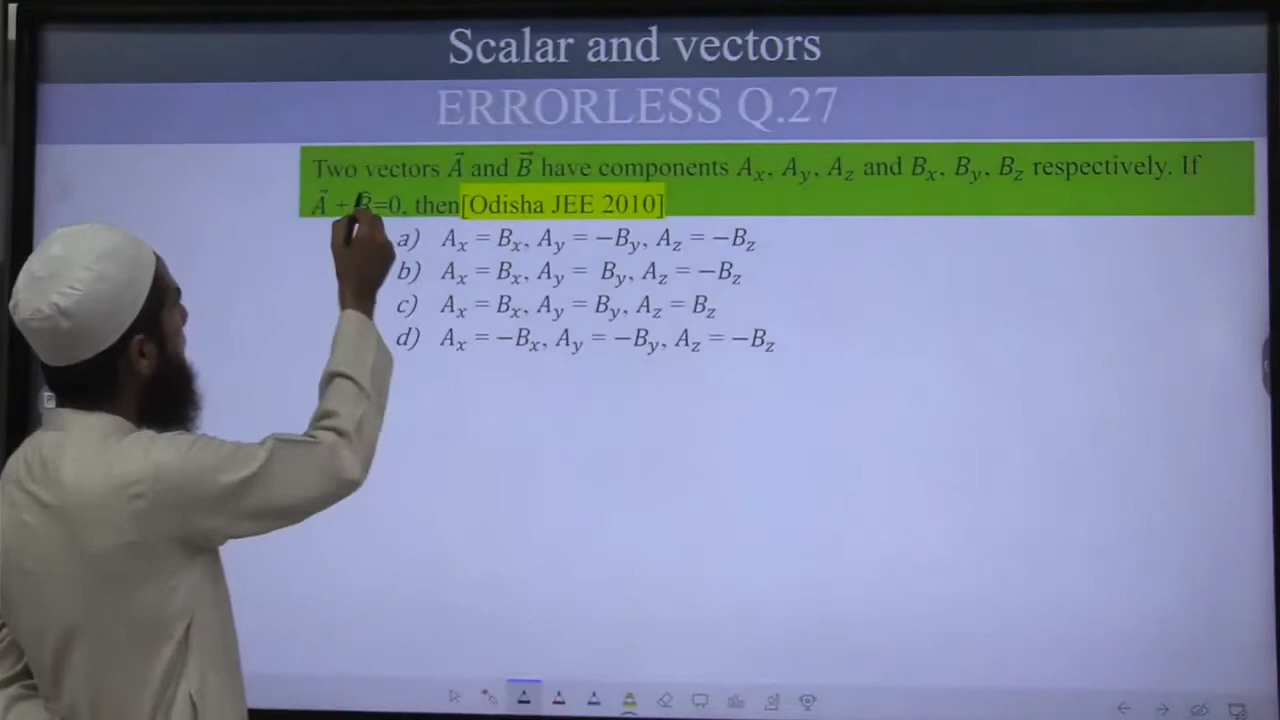 Scalar and vectors
ERRORLESS Q.27
Two vectors A⃗ and B⃗ have components Aₓ, A_y, A_z and Bₓ, B_y, B_z respectively. If
A⃗ + B⃗=0, then[Odisha JEE 2010]
a) Aₓ = Bₓ, A_y = −B_y, A_z = −B_z
b) Aₓ = Bₓ, A_y = B_y, A_z = −B_z
c) Aₓ = Bₓ, A_y = B_y, A_z = B_z
d) Aₓ = −Bₓ, A_y = −B_y, A_z = −B_z